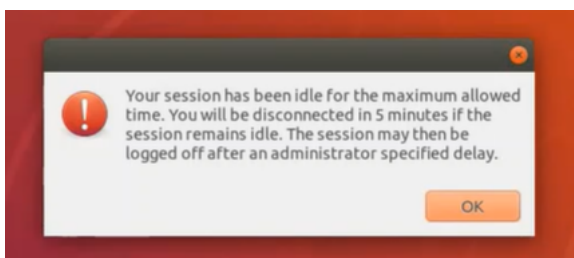 Your session has been idle for the maximum allowed
time. You will be disconnected in 5 minutes if the
session remains idle. The session may then be
logged off after an administrator specified delay.
OK